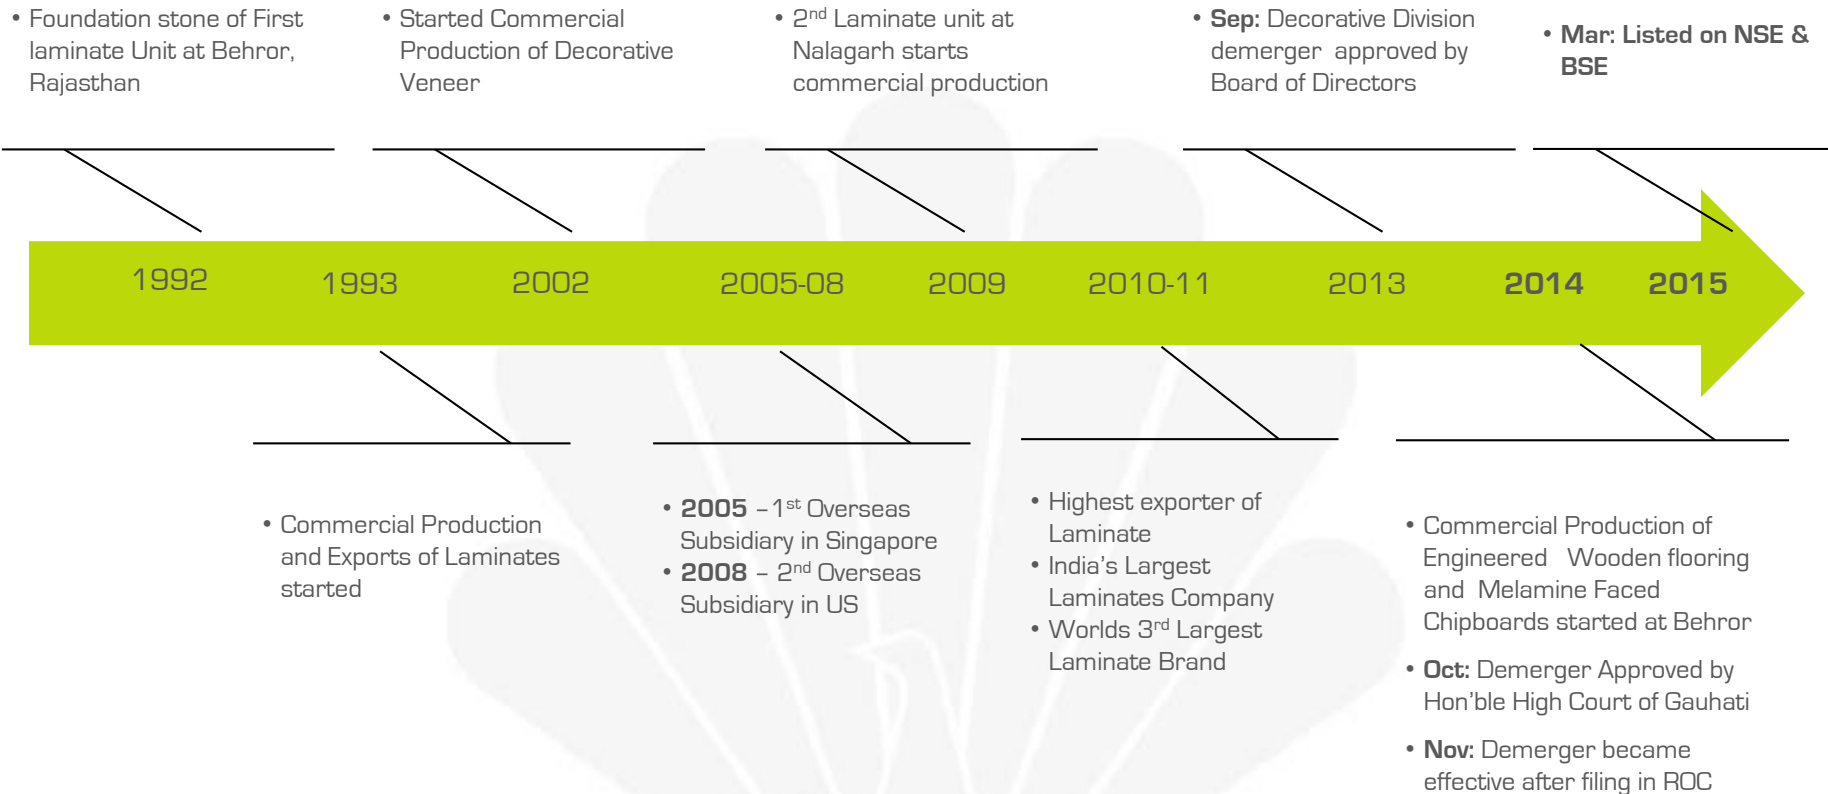 • Foundation stone of First
laminate Unit at Behror,
Rajasthan
• Started Commercial
Production of Decorative
Veneer
• 2nd Laminate unit at
Nalagarh starts
commercial production
• Sep: Decorative Division
demerger approved by
Board of Directors
• Mar: Listed on NSE &
BSE
1992
1993
2002
2005-08
2009
2010-11
2013
2014
2015
• Commercial Production
and Exports of Laminates
started
• 2005 – 1st Overseas
Subsidiary in Singapore
• 2008 – 2nd Overseas
Subsidiary in US
• Highest exporter of
Laminate
• India's Largest
Laminates Company
• Worlds 3rd Largest
Laminate Brand
• Commercial Production of
Engineered Wooden flooring
and Melamine Faced
Chipboards started at Behror
• Oct: Demerger Approved by
Hon'ble High Court of Gauhati
• Nov: Demerger became
effective after filing in ROC